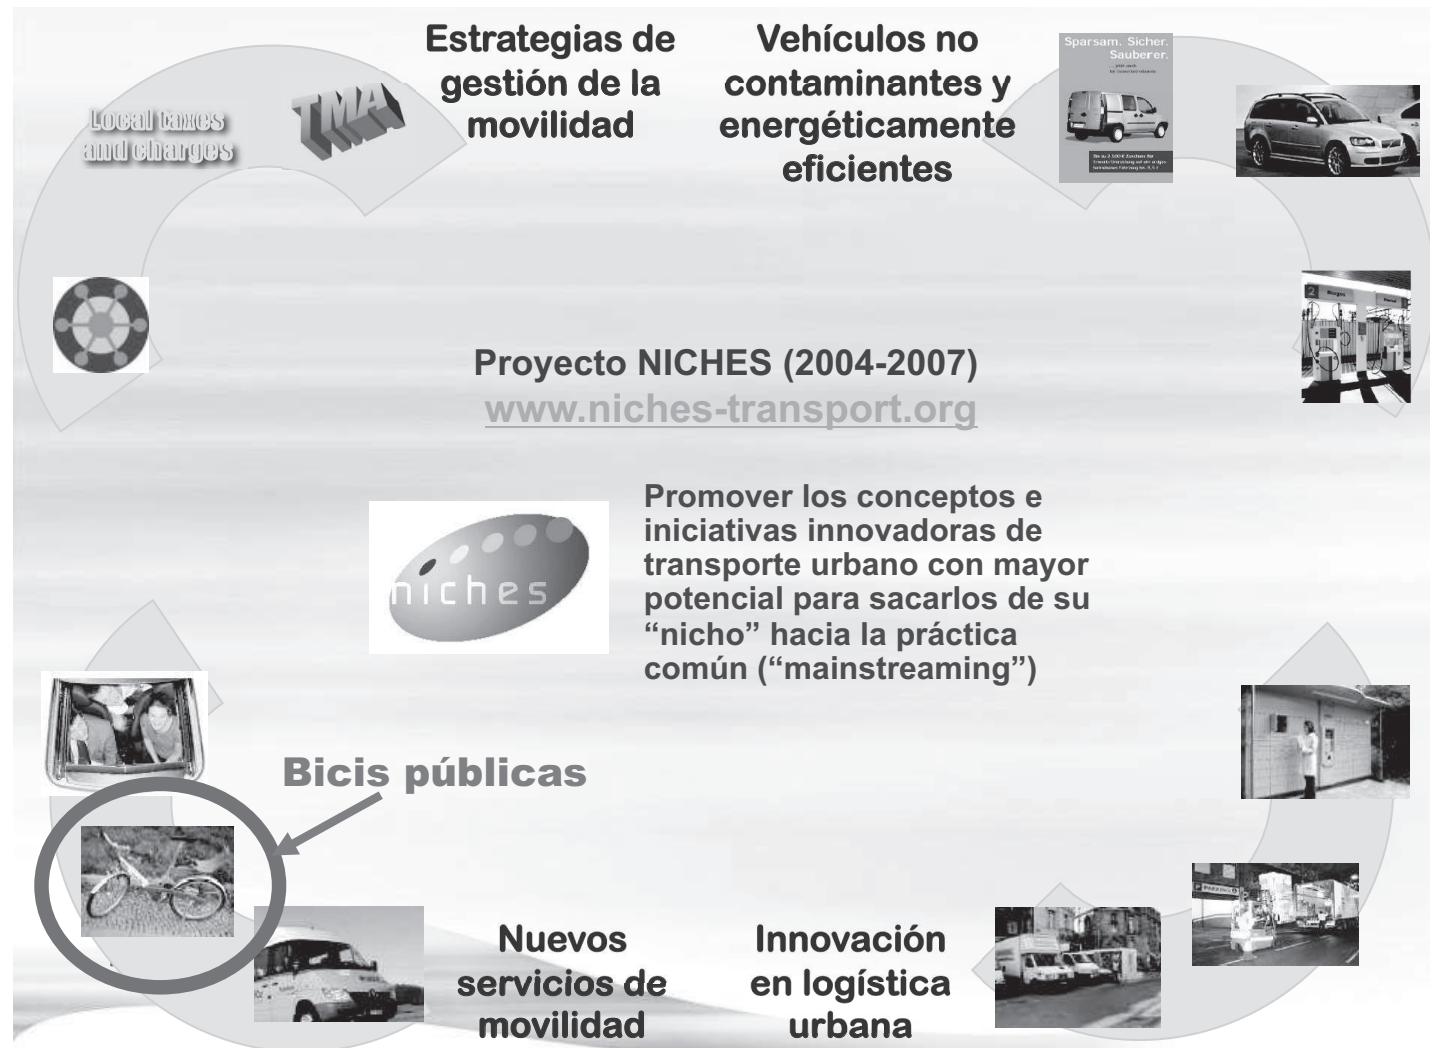 Estrategias de
gestión de la
movilidad
Vehículos no
contaminantes y
energéticamente
eficientes
Local taxes
and charges
TMA
Sparsam. Sicher.
Sauberer.
Proyecto NICHES (2004-2007)
www.niches-transport.org
niches
Promover los conceptos e
iniciativas innovadoras de
transporte urbano con mayor
potencial para sacarlos de su
“nicho” hacia la práctica
común (“mainstreaming”)
Bicis públicas
Nuevos
servicios de
movilidad
Innovación
en logística
urbana
PARKING